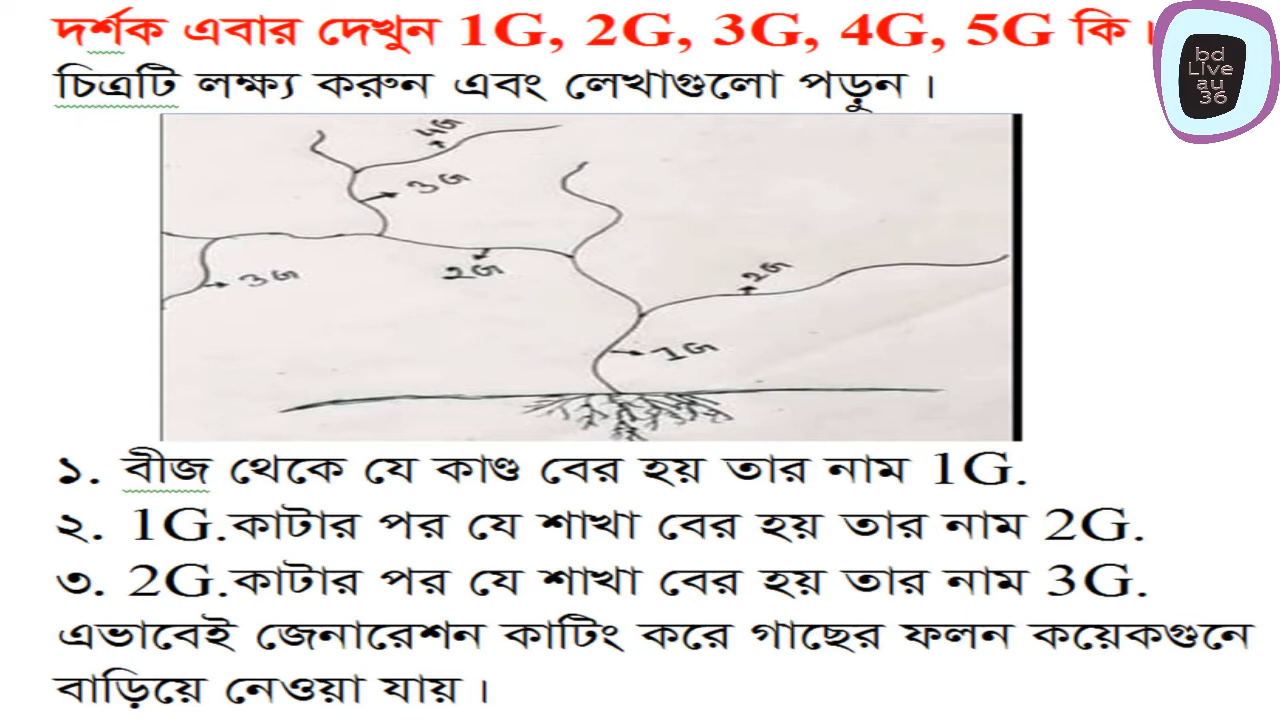 দর্শক এবার দেখুন 1G, 2G, 3G, 4G, 5G কি।
চিত্রটি লক্ষ্য করুন এবং লেখাগুলো পড়ুন।
bd
LIve
au
36
4G
3G
3G
2G
2G
1G
১. বীজ থেকে যে কাণ্ড বের হয় তার নাম 1G.
২. 1G.কাটার পর যে শাখা বের হয় তার নাম 2G.
৩. 2G.কাটার পর যে শাখা বের হয় তার নাম 3G.
এভাবেই জেনারেশন কাটিং করে গাছের ফলন কয়েকগুনে
বাড়িয়ে নেওয়া যায়।